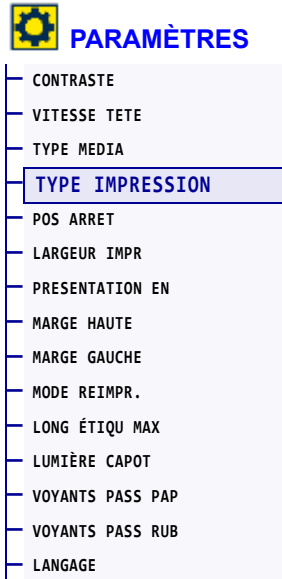 PARAMÈTRES
CONTRASTE
VITESSE TETE
TYPE MEDIA
TYPE IMPRESSION
POS ARRET
LARGEUR IMPR
PRESENTATION EN
MARGE HAUTE
MARGE GAUCHE
MODE REIMPR.
LONG ÉTIQU MAX
LUMIÈRE CAPOT
VOYANTS PASS PAP
VOYANTS PASS RUB
LANGAGE